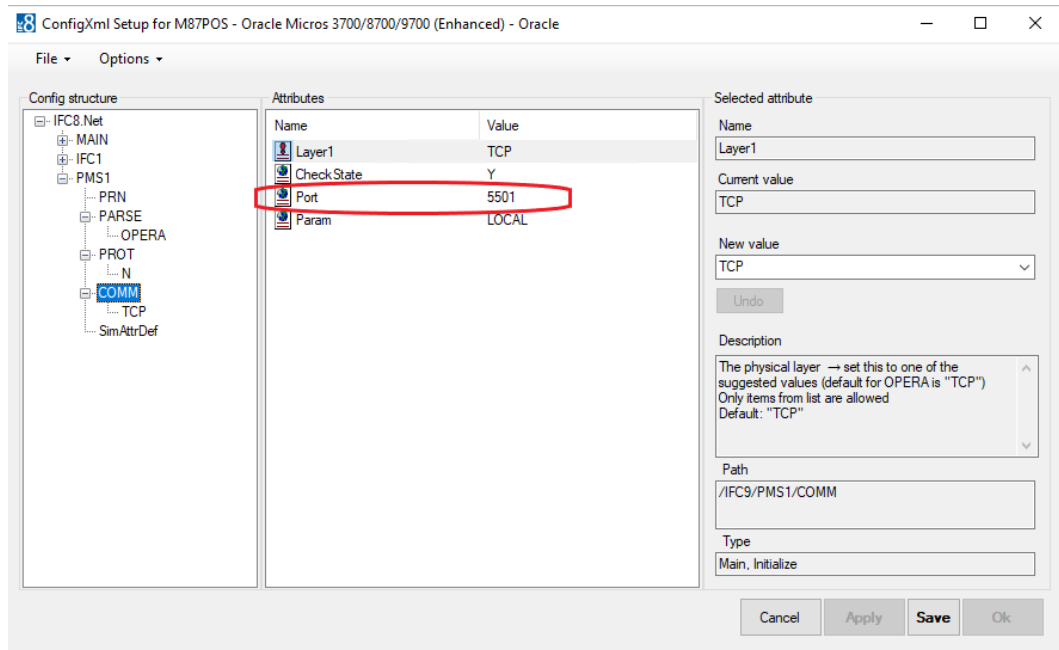 ConfigXml Setup for M87POS - Oracle Micros 3700/8700/9700 (Enhanced) - Oracle
File Options
Config structure
IFC8.Net
MAIN
IFC1
PMS1
PRN
PARSE
OPERA
PROT
N
COMM
TCP
SimAttrDef
Attributes
Name Value
Layer1 TCP
CheckState Y
Port 5501
Param LOCAL
Selected attribute
Name
Layer1
Current value
TCP
New value
TCP
Undo
Description
The physical layer → set this to one of the
suggested values (default for OPERA is "TCP")
Only items from list are allowed
Default: "TCP"
Path
/IFC9/PMS1/COMM
Type
Main, Initialize
Cancel Apply Save Ok